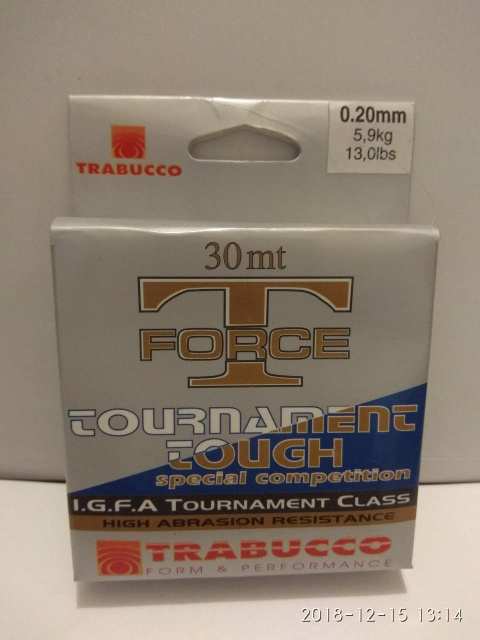 0.20mm
5,9kg
13,0lbs
TRABUCCO
30mt
T
FORCE
TOURNAMENT
TOUGH
special competition
I.G.F.A TOURNAMENT CLASS
HIGH ABRASION RESISTANCE
TRABUCCO
FORM & PERFORMANCE
2018-12-15 13:14